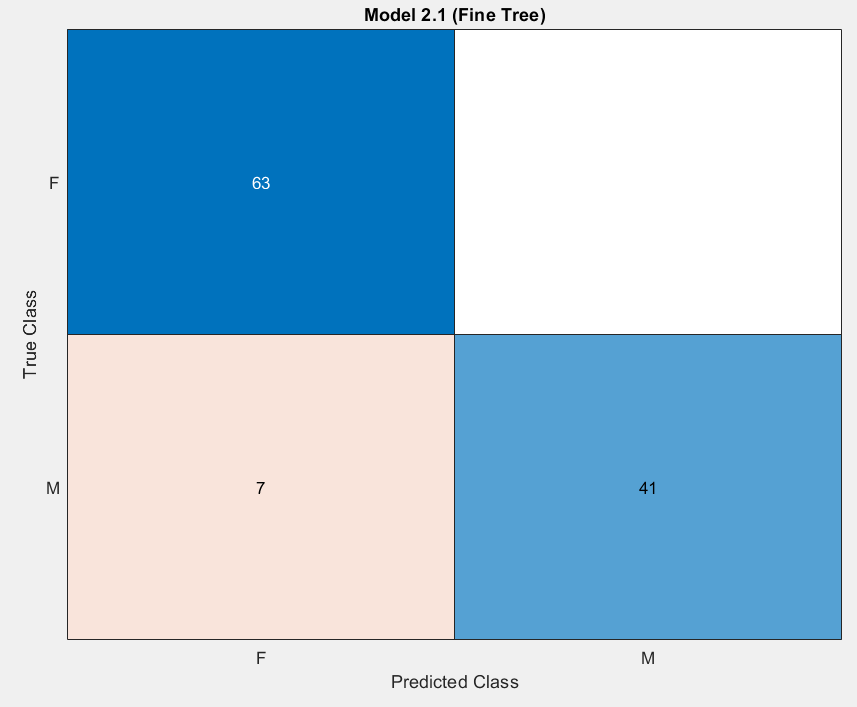 Model 2.1 (Fine Tree)
F
63
True Class
M
7
41
F
M
Predicted Class